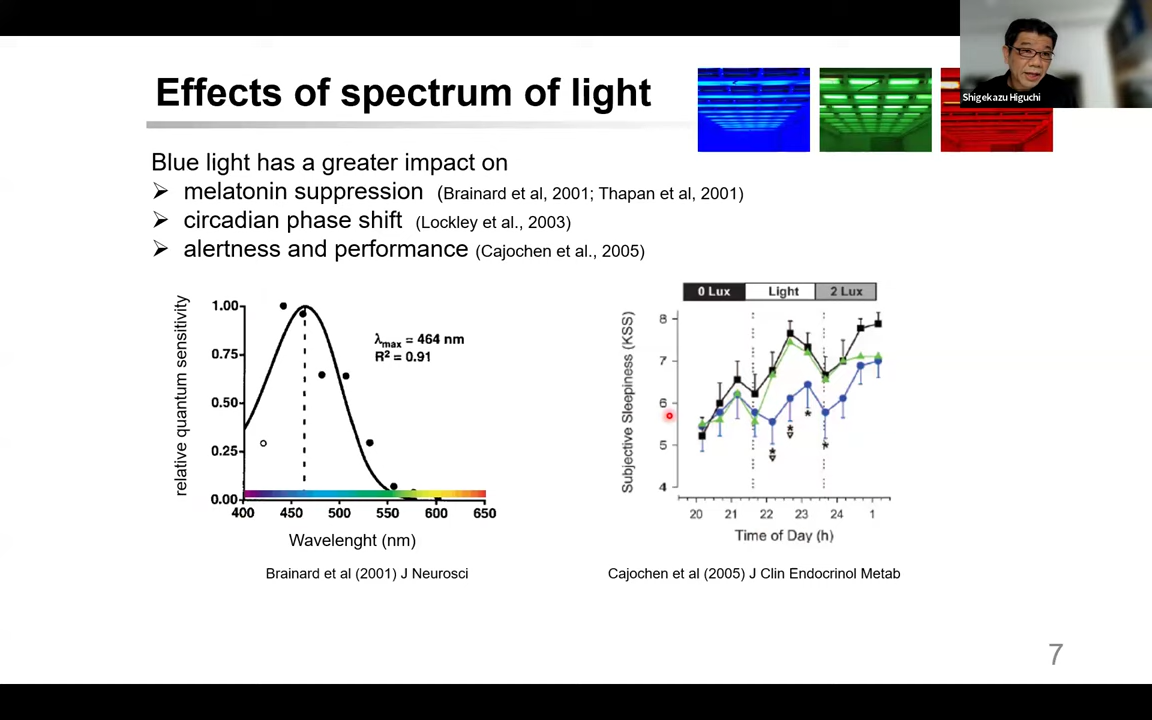 Effects of spectrum of light
Shigekazu Higuchi
Blue light has a greater impact on
➢ melatonin suppression (Brainard et al, 2001; Thapan et al, 2001)
➢ circadian phase shift (Lockley et al., 2003)
➢ alertness and performance (Cajochen et al., 2005)
relative quantum sensitivity
1.00
0.75
0.50
0.25
0.00
λmax = 464 nm
R² = 0.91
400 450 500 550 600 650
Wavelenght (nm)
Brainard et al (2001) J Neurosci
0 Lux Light 2 Lux
Subjective Sleepiness (KSS)
8
7
6
5
4
20 21 22 23 24 1
Time of Day (h)
Cajochen et al (2005) J Clin Endocrinol Metab
7